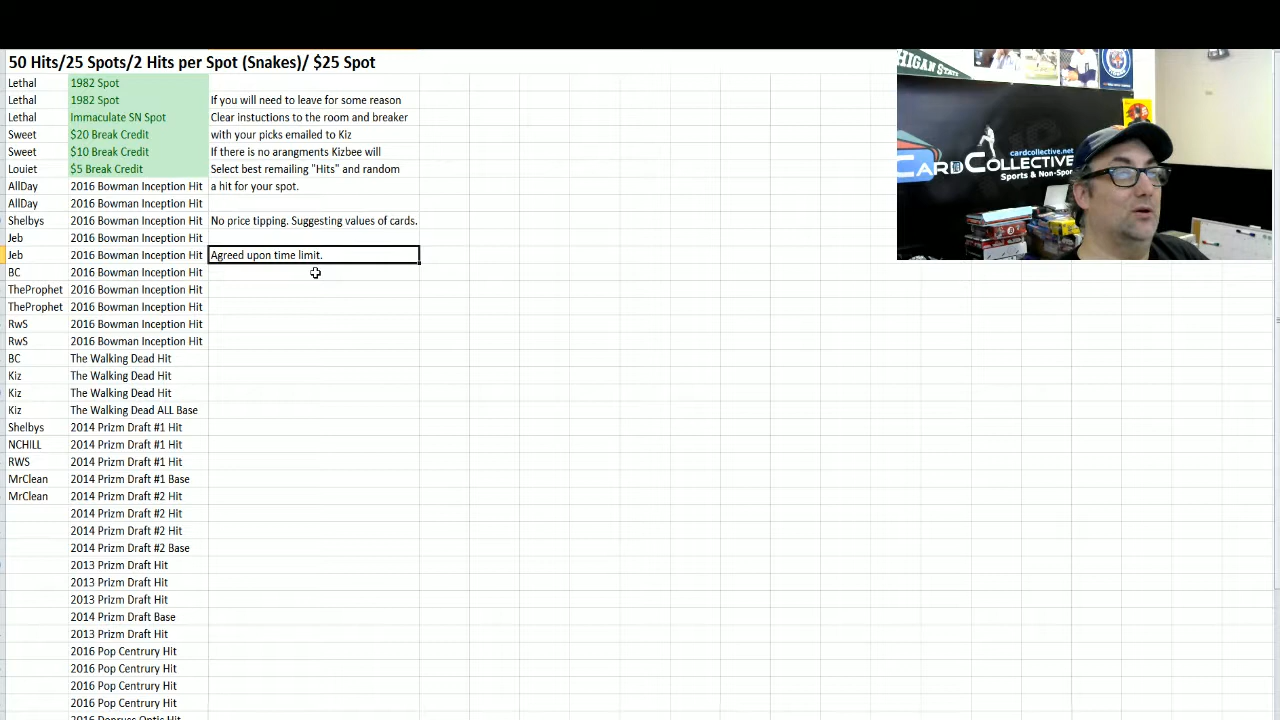 50 Hits/25 Spots/2 Hits per Spot (Snakes)/ $25 Spot
Lethal 1982 Spot
Lethal 1982 Spot If you will need to leave for some reason
Lethal Immaculate SN Spot Clear instuctions to the room and breaker
Sweet $20 Break Credit with your picks emailed to Kiz
Sweet $10 Break Credit If there is no arangments Kizbee will
Louiet $5 Break Credit Select best remailing "Hits" and random
AllDay 2016 Bowman Inception Hit a hit for your spot.
AllDay 2016 Bowman Inception Hit
Shelbys 2016 Bowman Inception Hit No price tipping. Suggesting values of cards.
Jeb 2016 Bowman Inception Hit
Jeb 2016 Bowman Inception Hit Agreed upon time limit.
BC 2016 Bowman Inception Hit
TheProphet 2016 Bowman Inception Hit
TheProphet 2016 Bowman Inception Hit
RwS 2016 Bowman Inception Hit
RwS 2016 Bowman Inception Hit
BC The Walking Dead Hit
Kiz The Walking Dead Hit
Kiz The Walking Dead Hit
Kiz The Walking Dead ALL Base
Shelbys 2014 Prizm Draft #1 Hit
NCHILL 2014 Prizm Draft #1 Hit
RWS 2014 Prizm Draft #1 Hit
MrClean 2014 Prizm Draft #1 Base
MrClean 2014 Prizm Draft #2 Hit
2014 Prizm Draft #2 Hit
2014 Prizm Draft #2 Hit
2014 Prizm Draft #2 Base
2013 Prizm Draft Hit
2013 Prizm Draft Hit
2013 Prizm Draft Hit
2014 Prizm Draft Base
2013 Prizm Draft Hit
2016 Pop Centrury Hit
2016 Pop Centrury Hit
2016 Pop Centrury Hit
2016 Pop Centrury Hit
2016 Donruss Optic Hit
HIGAN STATE
cardcollective.net
CARD COLLECTIVE
Sports & Non-Spor